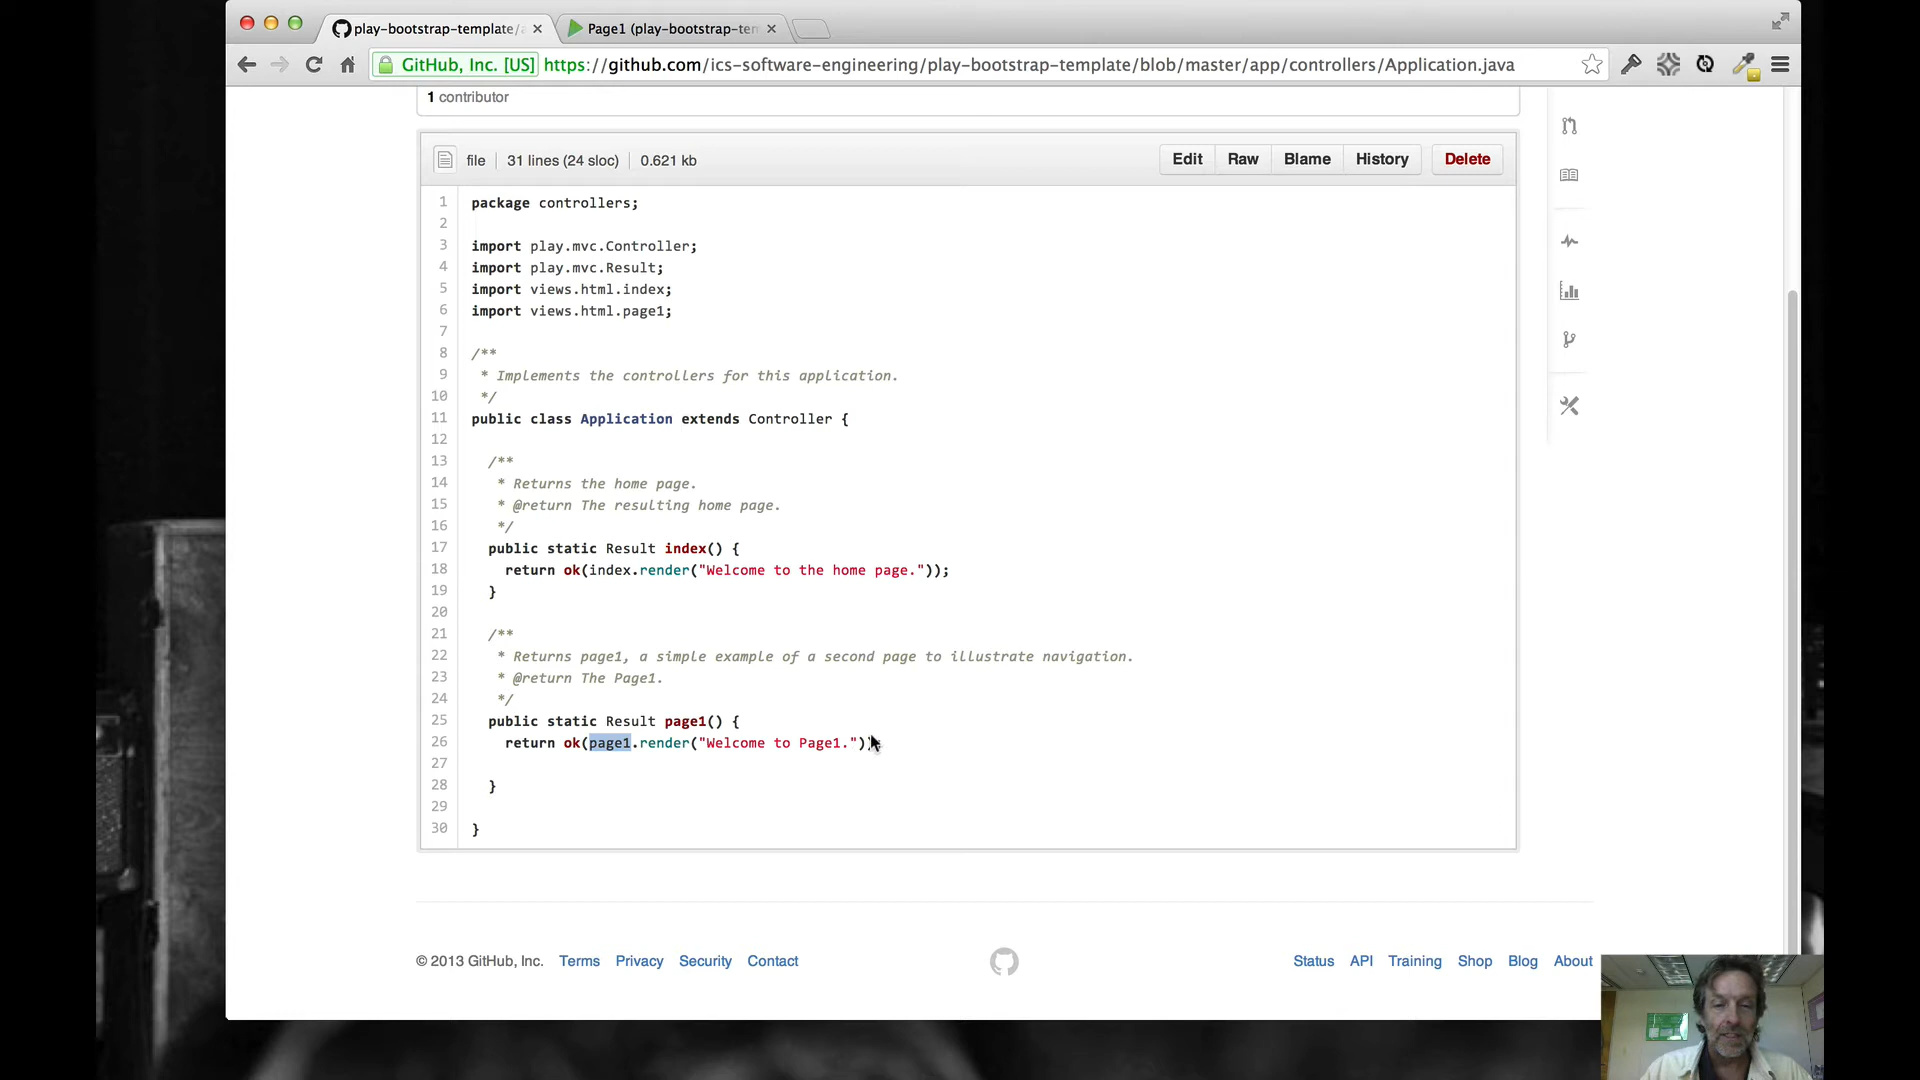 play-bootstrap-template/a
Page1 (play-bootstrap-tem
GitHub, Inc. [US] https://github.com/ics-software-engineering/play-bootstrap-template/blob/master/app/controllers/Application.java
1 contributor
file 31 lines (24 sloc) 0.621 kb Edit Raw Blame History Delete
1 package controllers;
2
3 import play.mvc.Controller;
4 import play.mvc.Result;
5 import views.html.index;
6 import views.html.page1;
7
8 /**
9 * Implements the controllers for this application.
10 */
11 public class Application extends Controller {
12
13 /**
14 * Returns the home page.
15 * @return The resulting home page.
16 */
17 public static Result index() {
18 return ok(index.render("Welcome to the home page."));
19 }
20
21 /**
22 * Returns page1, a simple example of a second page to illustrate navigation.
23 * @return The Page1.
24 */
25 public static Result page1() {
26 return ok(page1.render("Welcome to Page1.")
27
28 }
29
30 }
© 2013 GitHub, Inc. Terms Privacy Security Contact Status API Training Shop Blog About